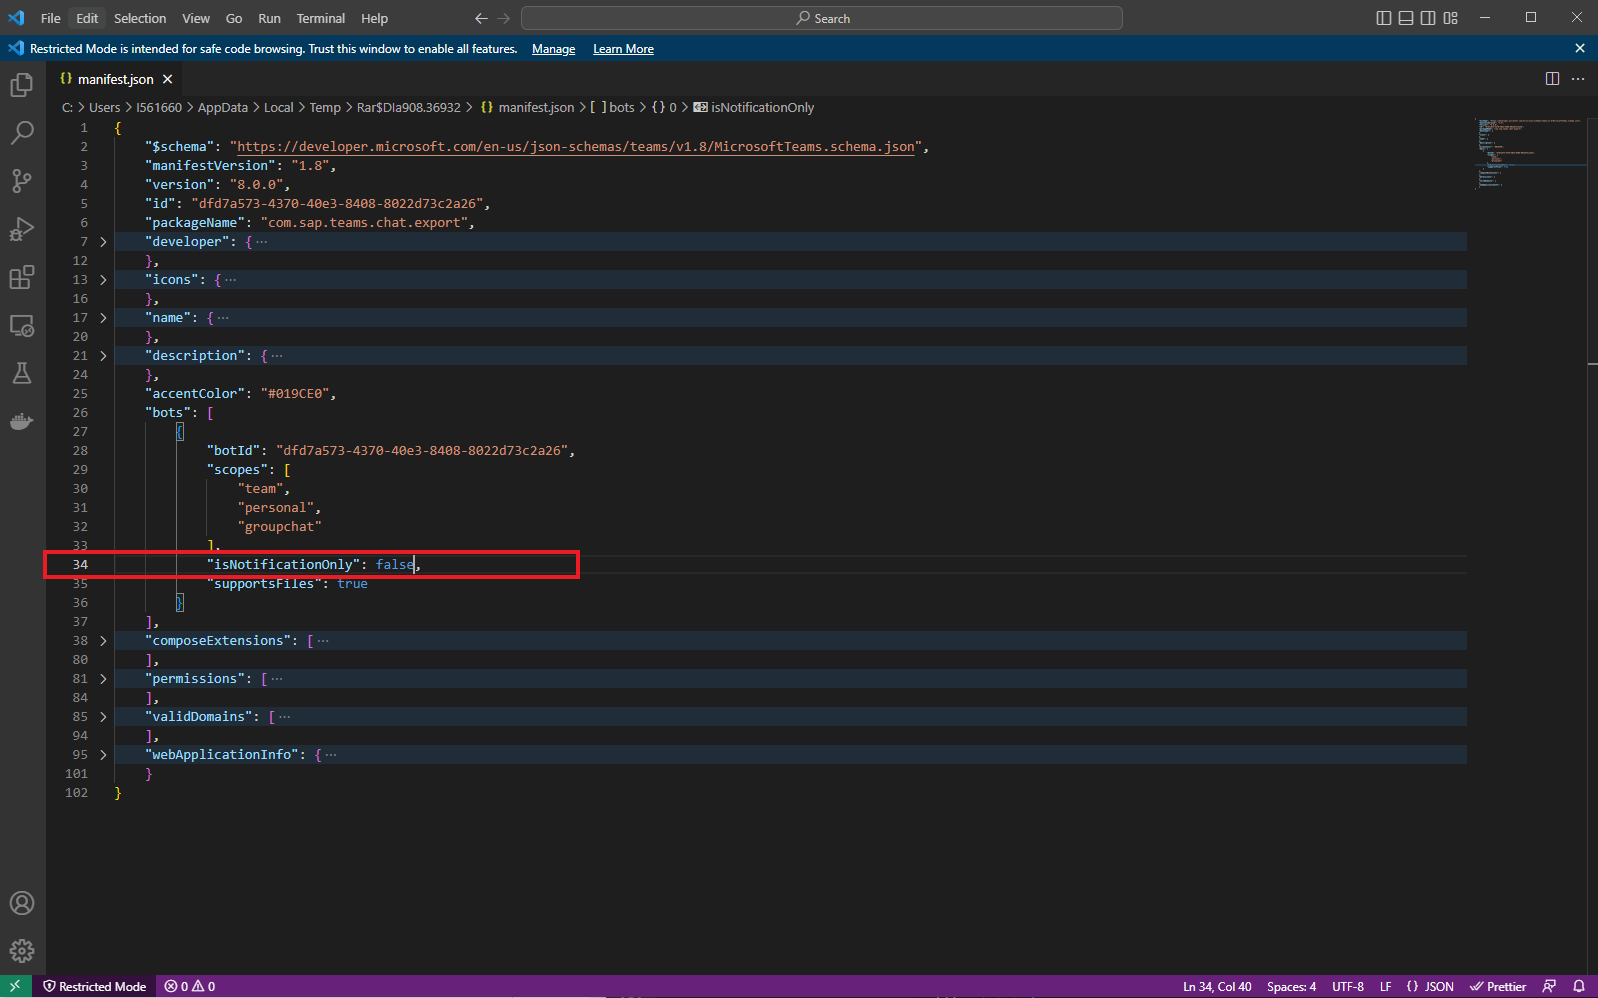 File Edit Selection View Go Run Terminal Help Search
Restricted Mode is intended for safe code browsing. Trust this window to enable all features. Manage Learn More
{} manifest.json
C: > Users > I561660 > AppData > Local > Temp > Rar$DIa908.36932 > {} manifest.json > [ ] bots > {} 0 > isNotificationOnly
1 {
2 "$schema": "https://developer.microsoft.com/en-us/json-schemas/teams/v1.8/MicrosoftTeams.schema.json",
3 "manifestVersion": "1.8",
4 "version": "8.0.0",
5 "id": "dfd7a573-4370-40e3-8408-8022d73c2a26",
6 "packageName": "com.sap.teams.chat.export",
7 > "developer": { ···
12 },
13 > "icons": { ···
16 },
17 > "name": { ···
20 },
21 > "description": { ···
24 },
25 "accentColor": "#019CE0",
26 "bots": [
27 {
28 "botId": "dfd7a573-4370-40e3-8408-8022d73c2a26",
29 "scopes": [
30 "team",
31 "personal",
32 "groupchat"
33 ],
34 "isNotificationOnly": false,
35 "supportsFiles": true
36 }
37 ],
38 > "composeExtensions": [ ···
80 ],
81 > "permissions": [ ···
84 ],
85 > "validDomains": [ ···
94 ],
95 > "webApplicationInfo": { ···
101 }
102 }
Restricted Mode 0 0 Ln 34, Col 40 Spaces: 4 UTF-8 LF {} JSON Prettier